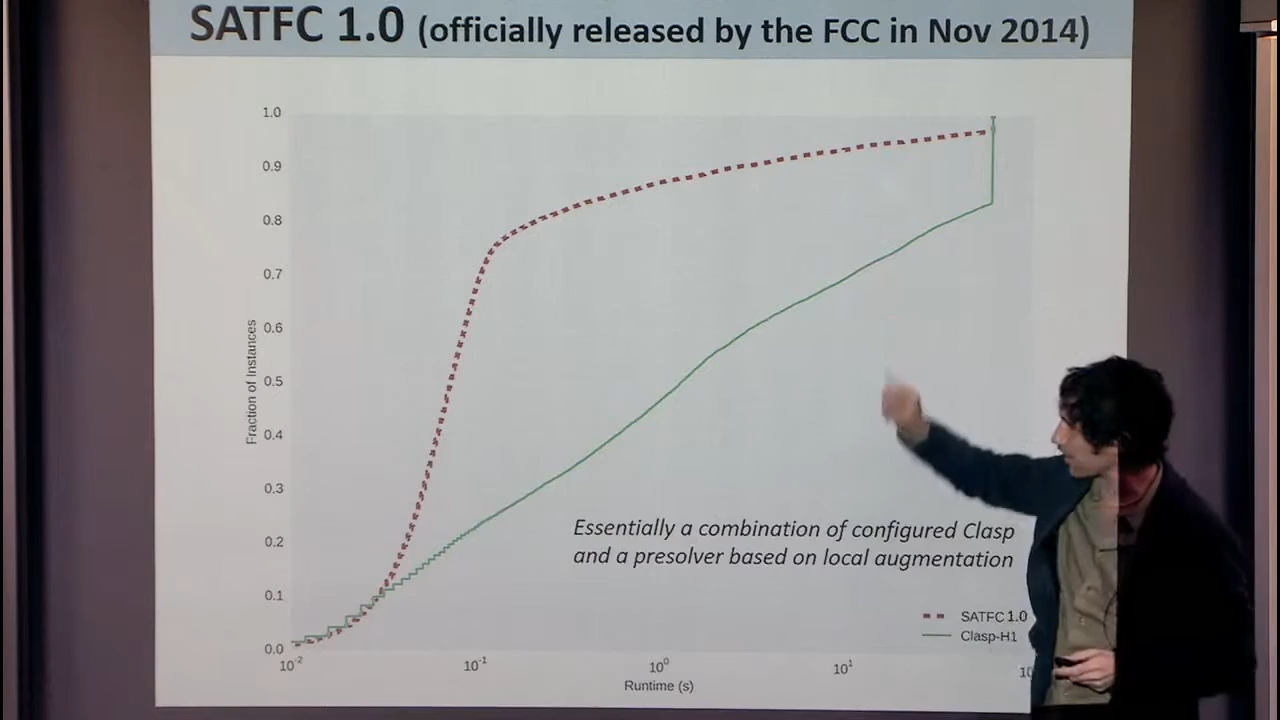 SATFC 1.0 (officially released by the FCC in Nov 2014)
1.0
0.9
0.8
0.7
0.6
0.5
0.4
0.3
0.2
0.1
0.0
Fraction of Instances
10⁻² 10⁻¹ 10⁰ 10¹
Runtime (s)
Essentially a combination of configured Clasp
and a presolver based on local augmentation
SATFC 1.0
Clasp-H1